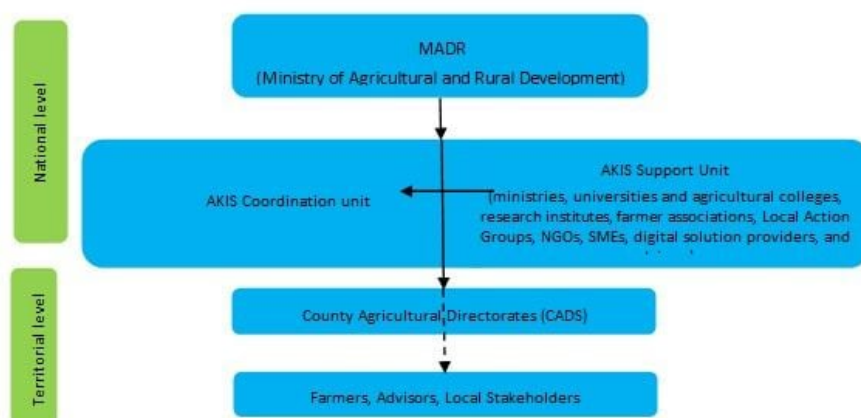 National level
MADR
(Ministry of Agricultural and Rural Development)
AKIS Coordination unit
AKIS Support Unit
(ministries, universities and agricultural colleges,
research institutes, farmer associations, Local Action
Groups, NGOs, SMEs, digital solution providers, and
Territorial level
County Agricultural Directorates (CADS)
Farmers, Advisors, Local Stakeholders